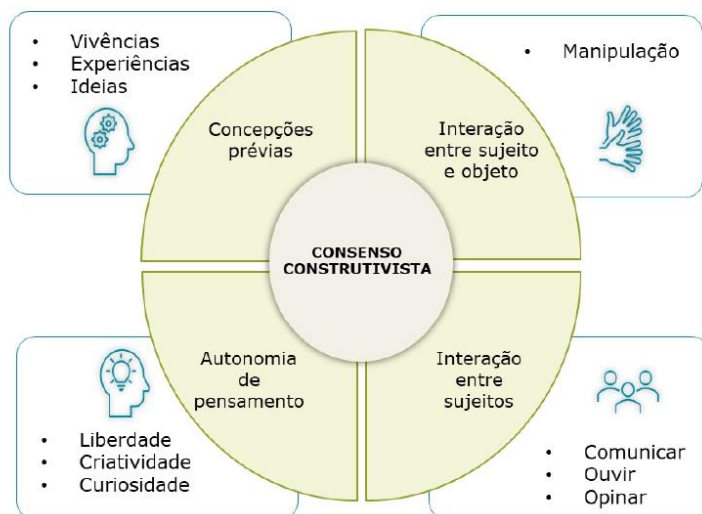 • Vivências
• Experiências
• Ideias
• Manipulação
Concepções
prévias
Interação
entre sujeito
e objeto
CONSENSO
CONSTRUTIVISTA
Autonomia
de
pensamento
Interação
entre
sujeitos
• Liberdade
• Criatividade
• Curiosidade
• Comunicar
• Ouvir
• Opinar